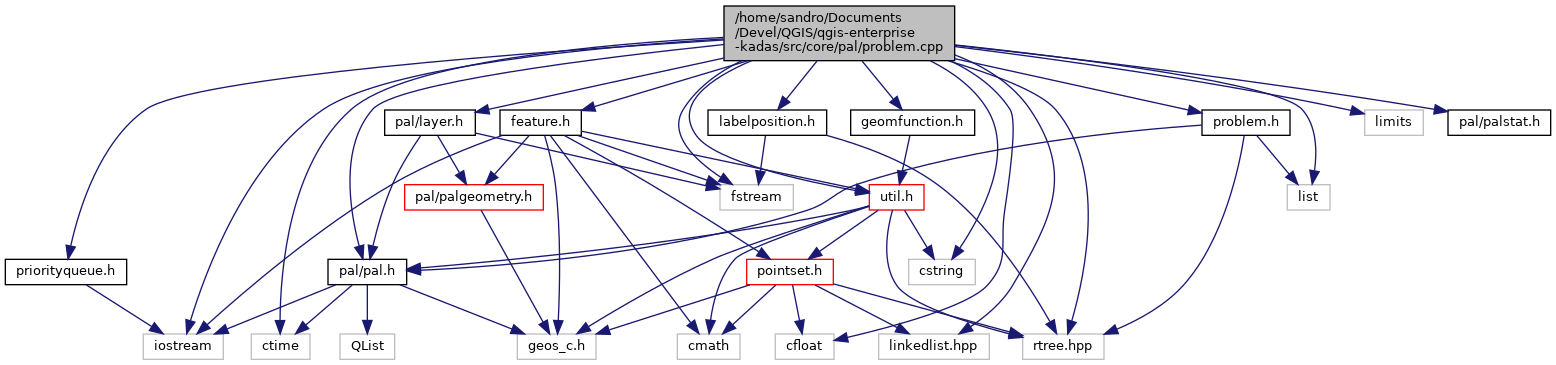 /home/sandro/Documents
/Devel/QGIS/qgis-enterprise
-kadas/src/core/pal/problem.cpp
pal/layer.h
feature.h
labelposition.h
geomfunction.h
problem.h
limits
pal/palstat.h
pal/palgeometry.h
fstream
util.h
list
priorityqueue.h
pal/pal.h
pointset.h
cstring
iostream
ctime
QList
geos_c.h
cmath
cfloat
linkedlist.hpp
rtree.hpp